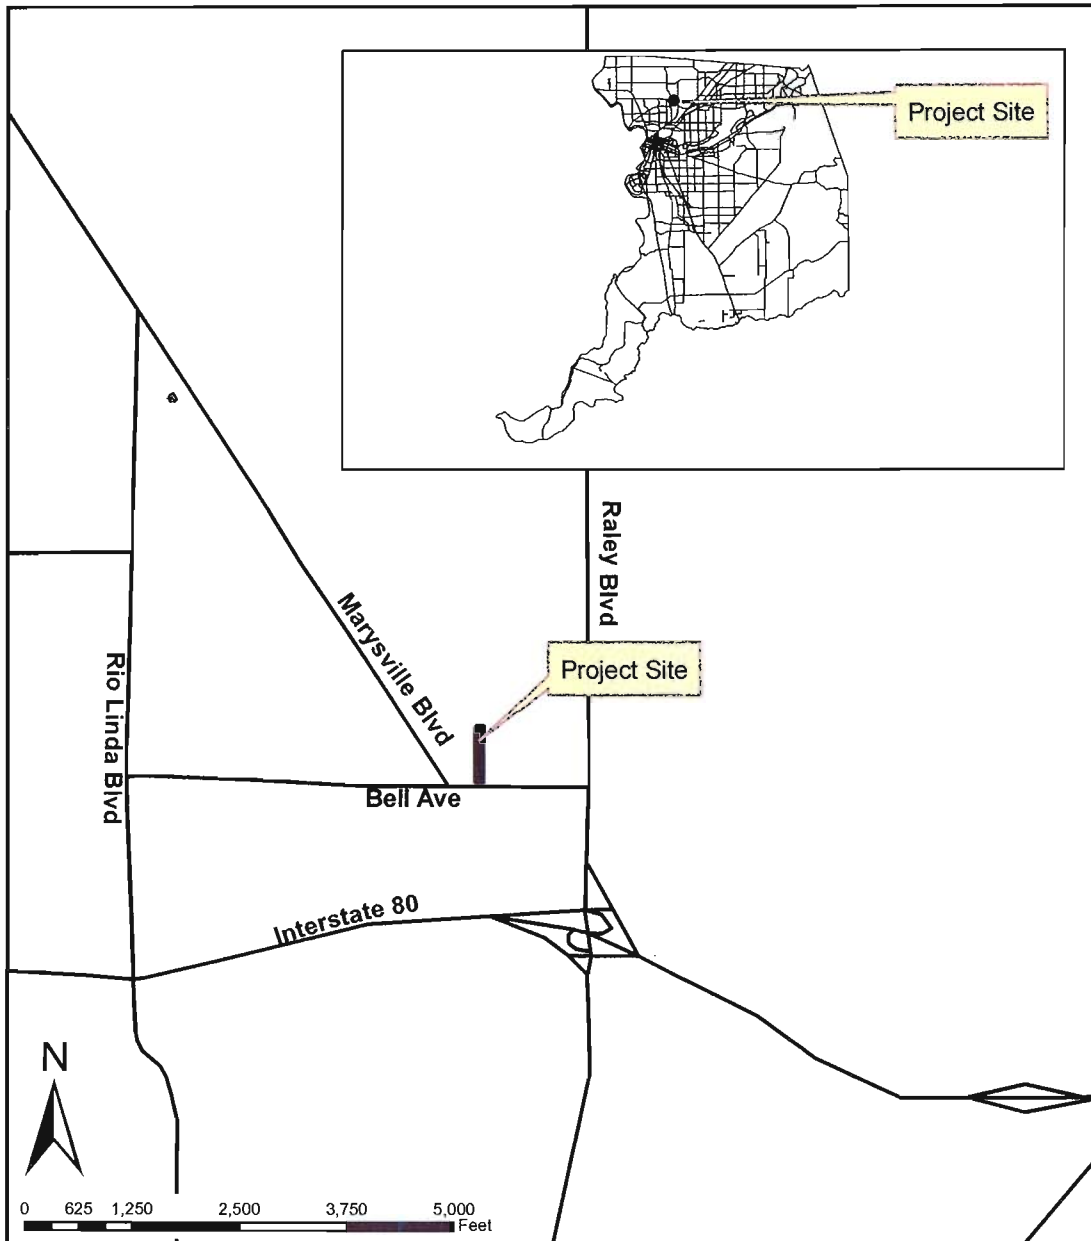 Project Site
Raley Blvd
Marysville Blvd
Project Site
Rio Linda Blvd
Bell Ave
Interstate 80
N
0 625 1,250 2,500 3,750 5,000
Feet